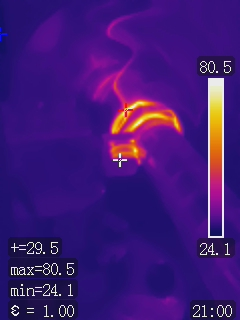 80.5
24.1
+=29.5
max=80.5
min=24.1
Ɛ = 1.00
21:00